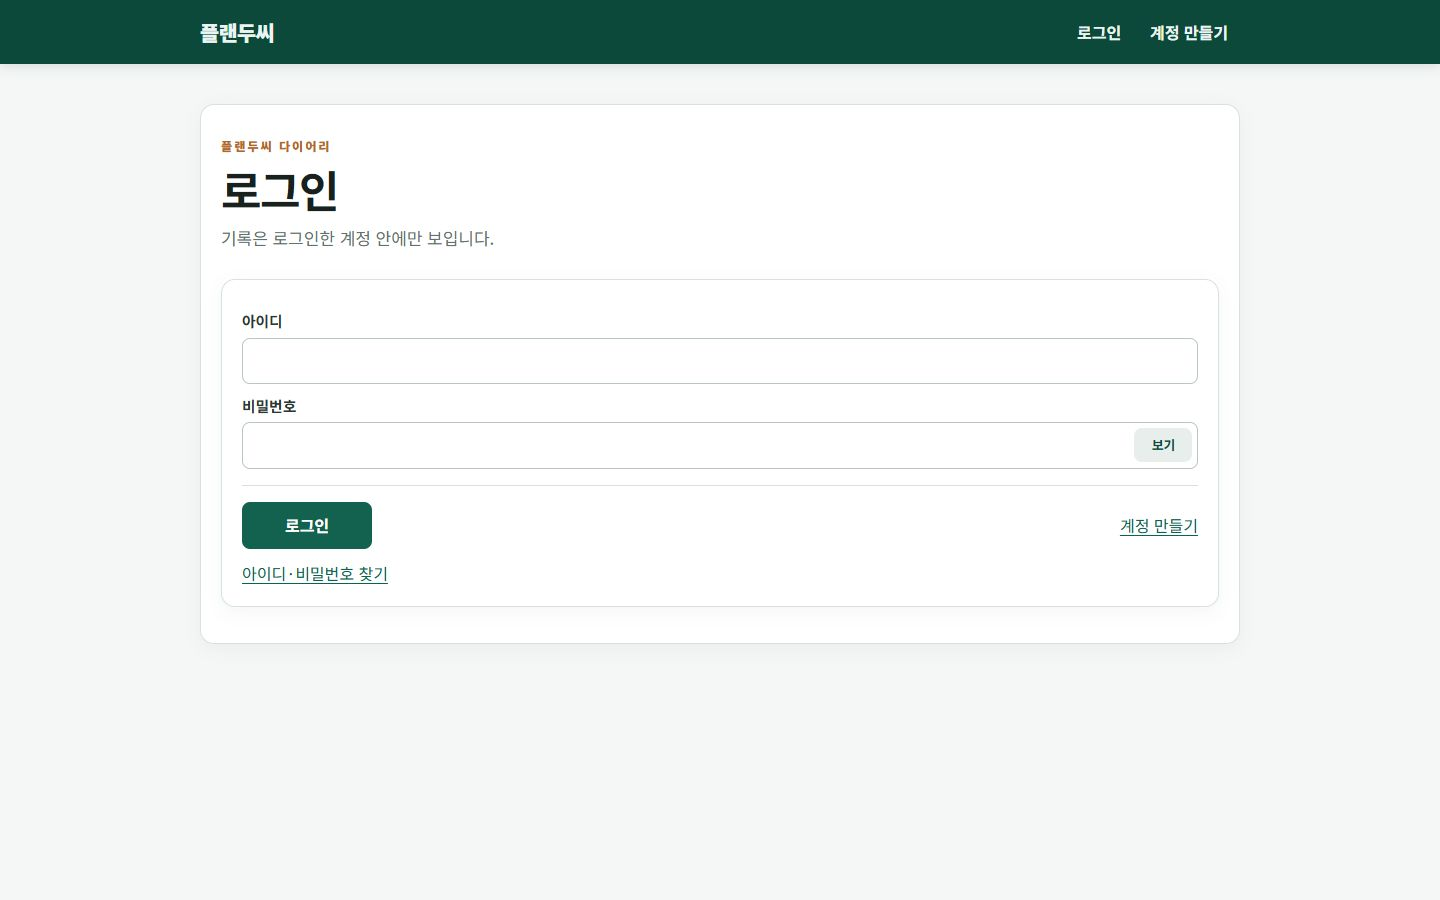 플랜두씨
로그인 계정 만들기
플랜두씨 다이어리
로그인
기록은 로그인한 계정 안에만 보입니다.
아이디
비밀번호
보기
로그인 계정 만들기
아이디·비밀번호 찾기